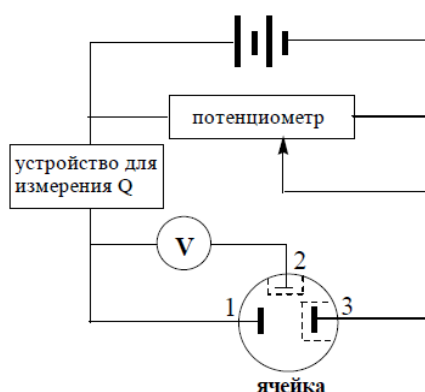 потенциометр
устройство для
измерения Q
V
2
1
3
ячейка